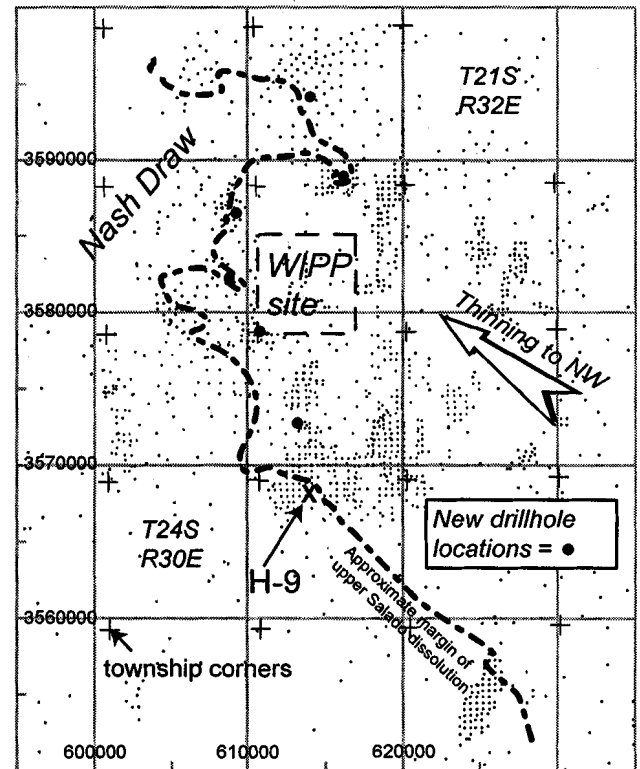 T21S
R32E
3590000
Nash Draw
WIPP
site
3580000
Thinning to NW
3570000
New drillhole
locations = ●
T24S
R30E
H-9
Approximate margin of
upper Salado dissolution
3560000
township corners
600000 610000 620000